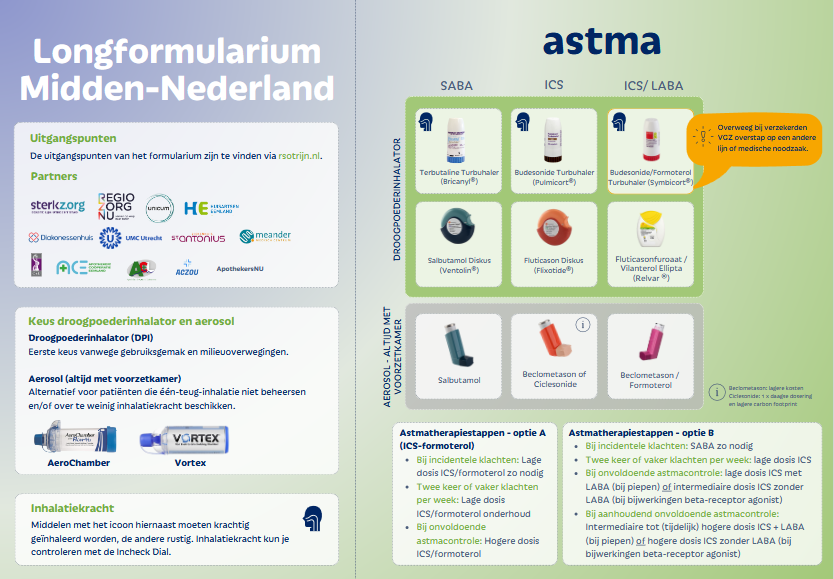 Longformularium
Midden-Nederland
Uitgangspunten
De uitgangspunten van het formularium zijn te vinden via rsotrijn.nl.
Partners
sterkz.org
REGIO
ZORG
NU
unicum
HE HUISARTSEN
EEMLAND
Diakonessenhuis
UMC Utrecht
ST ANTONIUS
meander
ACE
ACZOU
ApothekersNU
Keus droogpoederinhalator en aerosol
Droogpoederinhalator (DPI)
Eerste keus vanwege gebruiksgemak en milieuoverwegingen.
Aerosol (altijd met voorzetkamer)
Alternatief voor patiënten die één-teug-inhalatie niet beheersen
en/of over te weinig inhalatiekracht beschikken.
AeroChamber
VORTEX
AeroChamber
Vortex
Inhalatiekracht
Middelen met het icoon hiernaast moeten krachtig
geïnhaleerd worden, de andere rustig. Inhalatiekracht kun je
controleren met de Incheck Dial.
astma
SABA
ICS
ICS/ LABA
DROOGPOEDERINHALATOR
Terbutaline Turbuhaler
(Bricanyl®)
Budesonide Turbuhaler
(Pulmicort®)
Budesonide/Formoterol
Turbuhaler (Symbicort®)
Overweeg bij verzekerden
VGZ overstap op een andere
lijn of medische noodzaak.
Salbutamol Diskus
(Ventolin®)
Fluticason Diskus
(Flixotide®)
Fluticasonfuroaat /
Vilanterol Ellipta
(Relvar ®)
AEROSOL - ALTIJD MET
VOORZETKAMER
Salbutamol
i
Beclometason of
Ciclesonide
Beclometason /
Formoterol
i
Beclometason: lagere kosten
Ciclesonide: 1 x daagse dosering
en lagere carbon footprint
Astmatherapiestappen - optie A
(ICS-formoterol)
• Bij incidentele klachten: Lage
dosis ICS/formoterol zo nodig
• Twee keer of vaker klachten
per week: Lage dosis
ICS/formoterol onderhoud
• Bij onvoldoende
astmacontrole: Hogere dosis
ICS/formoterol
Astmatherapiestappen - optie B
• Bij incidentele klachten: SABA zo nodig
• Twee keer of vaker klachten per week: lage dosis ICS
• Bij onvoldoende astmacontrole: lage dosis ICS met
LABA (bij piepen) of intermediaire dosis ICS zonder
LABA (bij bijwerkingen beta-receptor agonist)
• Bij aanhoudend onvoldoende astmacontrole:
Intermediaire tot (tijdelijk) hogere dosis ICS + LABA
(bij piepen) of hogere dosis ICS zonder LABA (bij
bijwerkingen beta-receptor agonist)